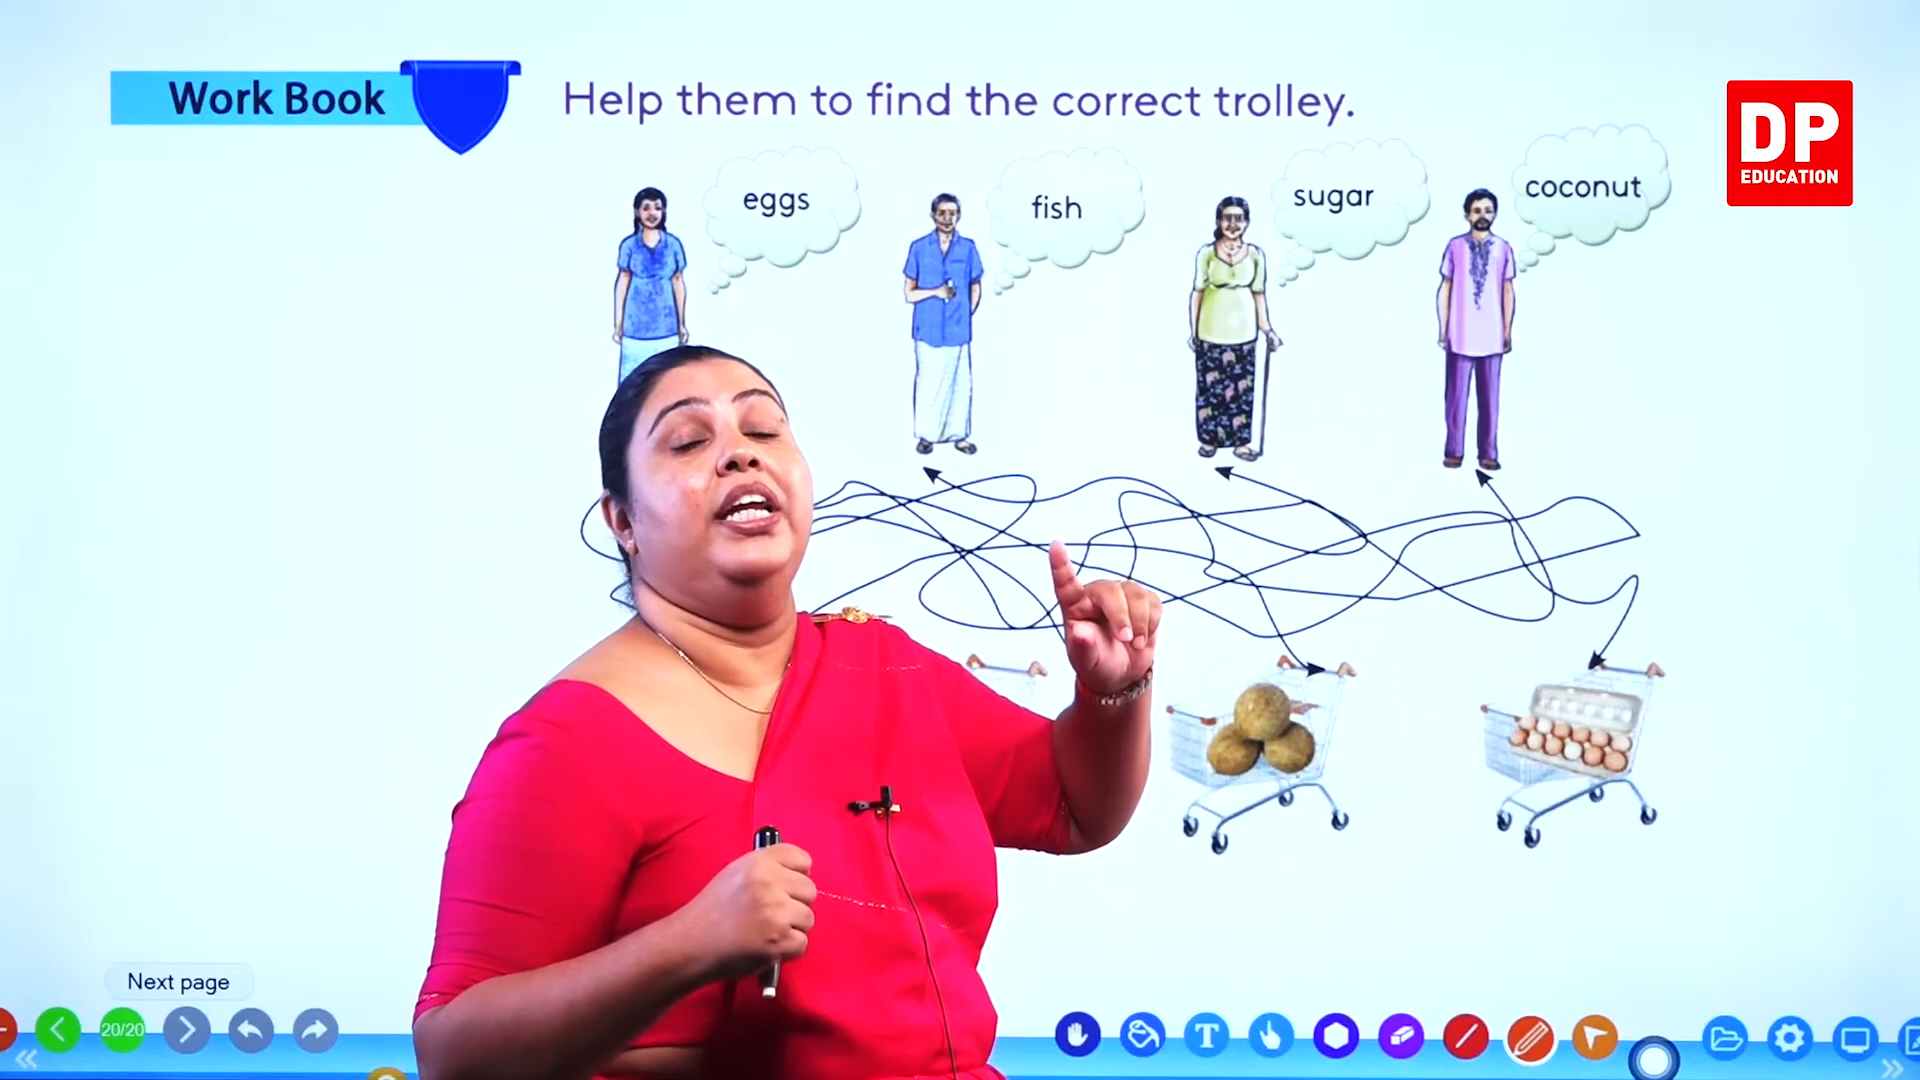 Work Book
Help them to find the correct trolley.
DP
EDUCATION
eggs
fish
sugar
coconut
Next page
20/20
T